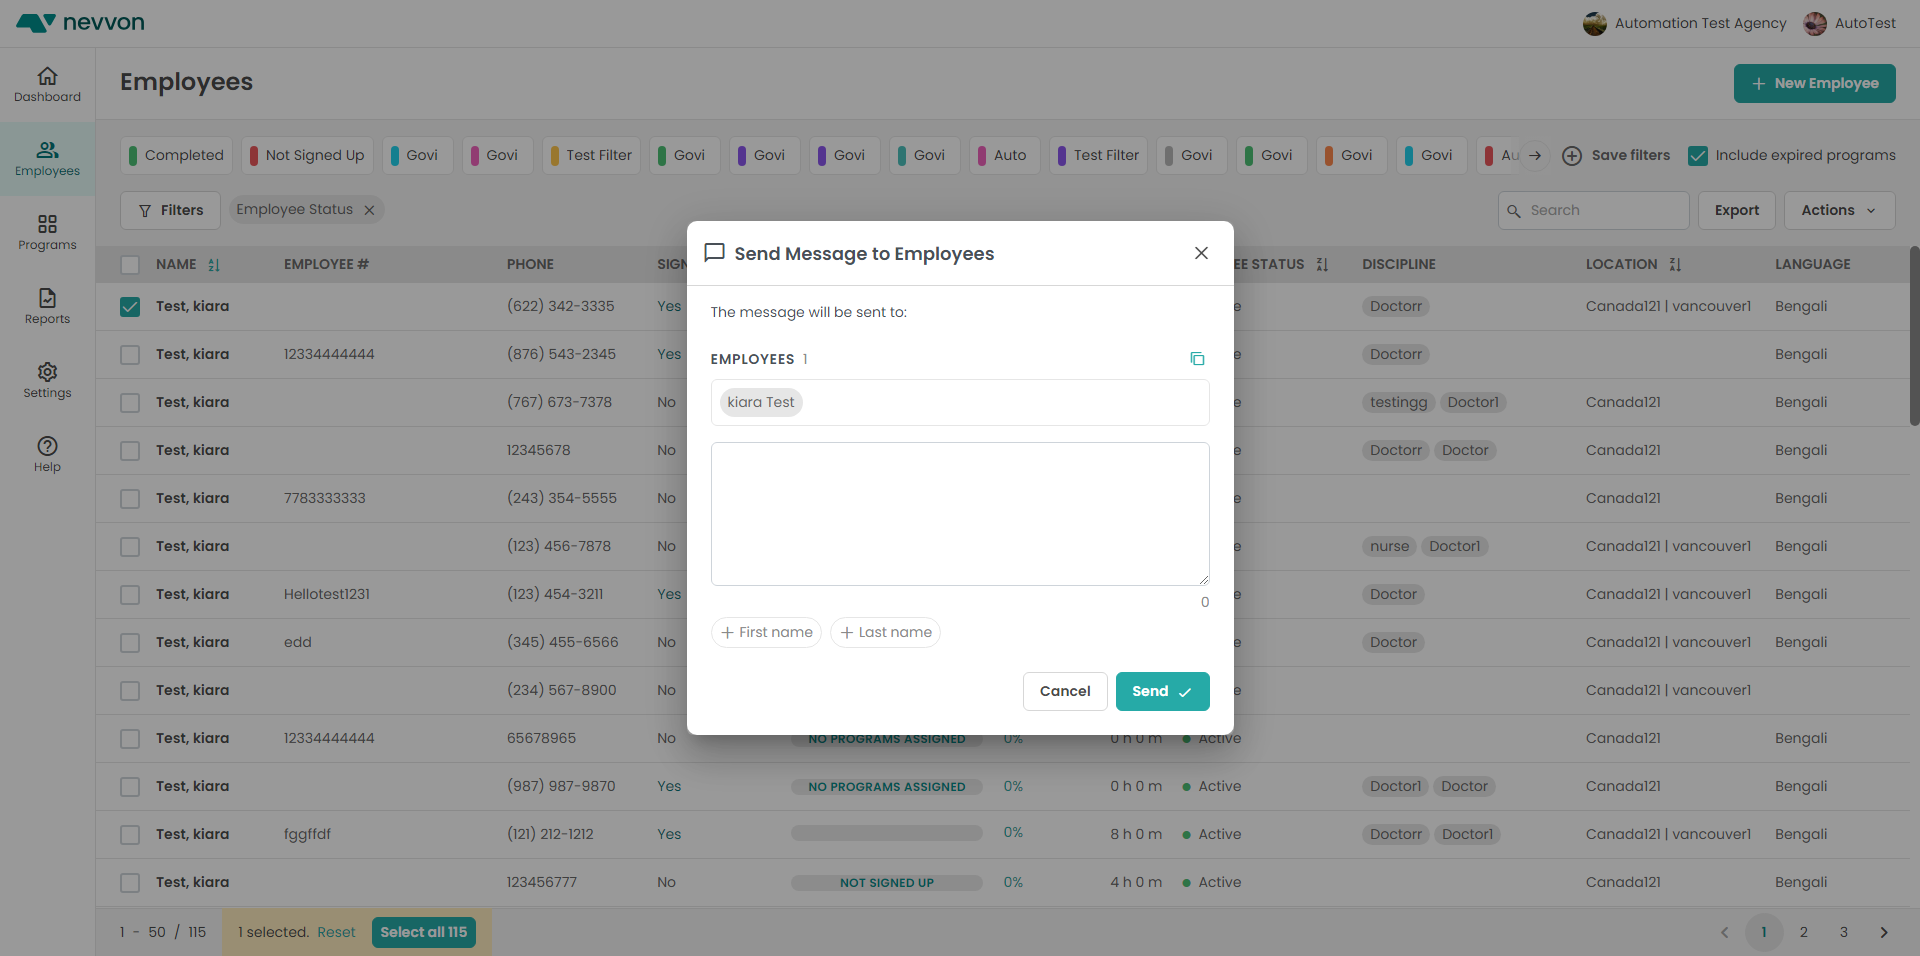 nevvon
Automation Test Agency AutoTest
Dashboard
Employees
Programs
Reports
Settings
Help
Employees
New Employee
Completed Not Signed Up Govi Govi Test Filter Govi Govi Govi Govi Auto Test Filter Govi Govi Govi Govi Au Save filters Include expired programs
Filters Employee Status Search Export Actions
NAME EMPLOYEE # PHONE SIGN EE STATUS DISCIPLINE LOCATION LANGUAGE
Test, kiara (622) 342-3335 Yes e Doctorr Canada121 | vancouver1 Bengali
Test, kiara 12334444444 (876) 543-2345 Yes e Doctorr Bengali
Test, kiara (767) 673-7378 No e testingg Doctor1 Canada121 Bengali
Test, kiara 12345678 No e Doctorr Doctor Canada121 Bengali
Test, kiara 7783333333 (243) 354-5555 No e Canada121 Bengali
Test, kiara (123) 456-7878 No e nurse Doctor1 Canada121 | vancouver1 Bengali
Test, kiara Hellotest1231 (123) 454-3211 Yes e Doctor Canada121 | vancouver1 Bengali
Test, kiara edd (345) 455-6566 No e Doctor Canada121 | vancouver1 Bengali
Test, kiara (234) 567-8900 No e Canada121 | vancouver1
Test, kiara 12334444444 65678965 No NO PROGRAMS ASSIGNED 0% 0 h 0 m Active Canada121 Bengali
Test, kiara (987) 987-9870 Yes NO PROGRAMS ASSIGNED 0% 0 h 0 m Active Doctor1 Doctor Canada121 Bengali
Test, kiara fggffdf (121) 212-1212 Yes 0% 8 h 0 m Active Doctorr Doctor1 Canada121 | vancouver1 Bengali
Test, kiara 123456777 No NOT SIGNED UP 0% 4 h 0 m Active Canada121 Bengali
1 - 50 / 115 1 selected. Reset Select all 115 1 2 3
Send Message to Employees
The message will be sent to:
EMPLOYEES 1
kiara Test
0
First name Last name
Cancel Send